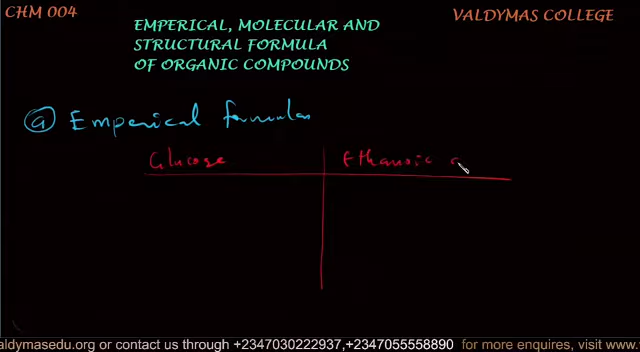 CHM 004
VALDYMAS COLLEGE
EMPERICAL, MOLECULAR AND
STRUCTURAL FORMULA
OF ORGANIC COMPOUNDS
a Emperical formulas
Glucose
Ethanoic a
aldymasedu.org or contact us through +2347030222937,+2347055558890 for more enquires, visit www